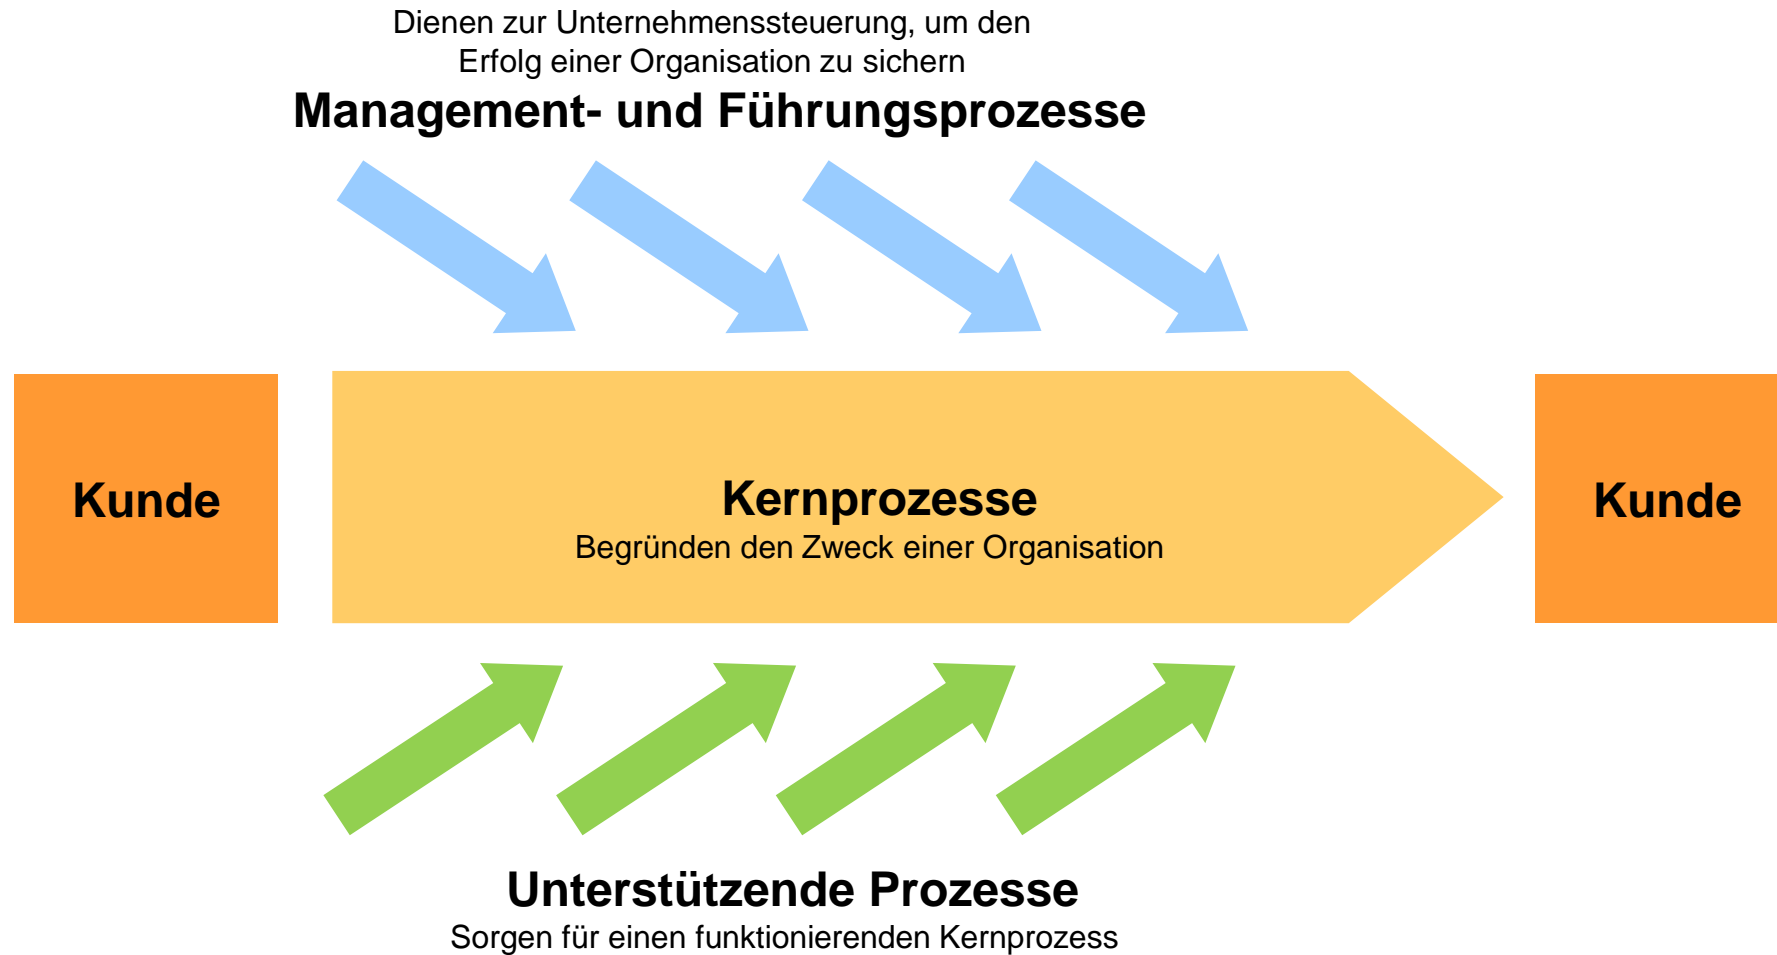 Dienen zur Unternehmenssteuerung, um den
Erfolg einer Organisation zu sichern
Management- und Führungsprozesse
Kunde
Kernprozesse
Begründen den Zweck einer Organisation
Kunde
Unterstützende Prozesse
Sorgen für einen funktionierenden Kernprozess